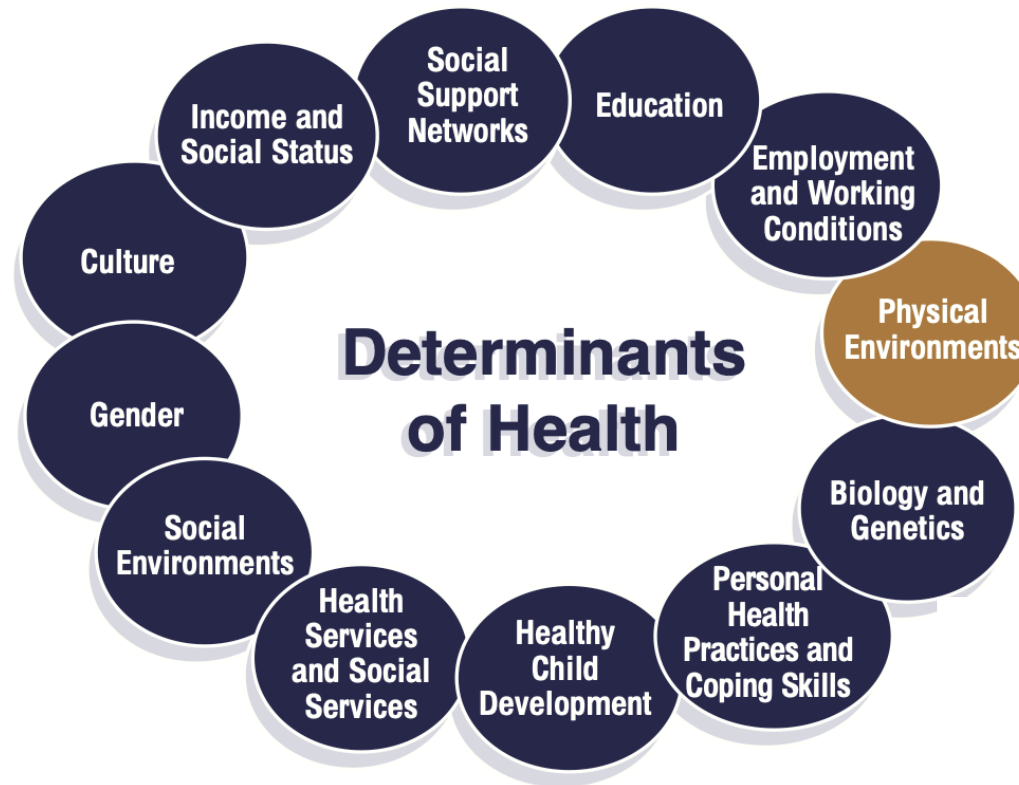 Social
Support
Networks
Education
Employment
and Working
Conditions
Physical
Environments
Biology and
Genetics
Personal
Health
Practices and
Coping Skills
Healthy
Child
Development
Health
Services
and Social
Services
Social
Environments
Gender
Culture
Income and
Social Status
Determinants
of Health